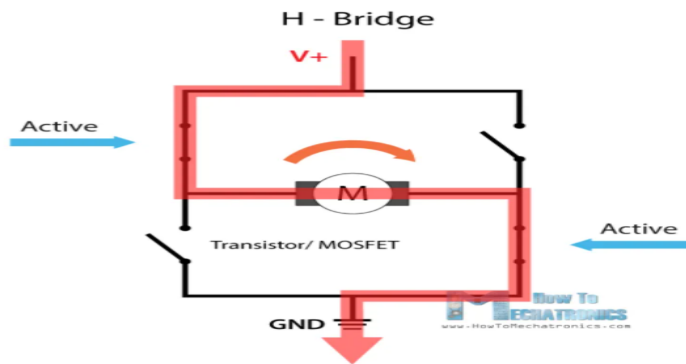 H - Bridge
V+
Active
M
Transistor/ MOSFET
Active
GND
How To
MECHATRONICS
www.HowToMechatronics.com